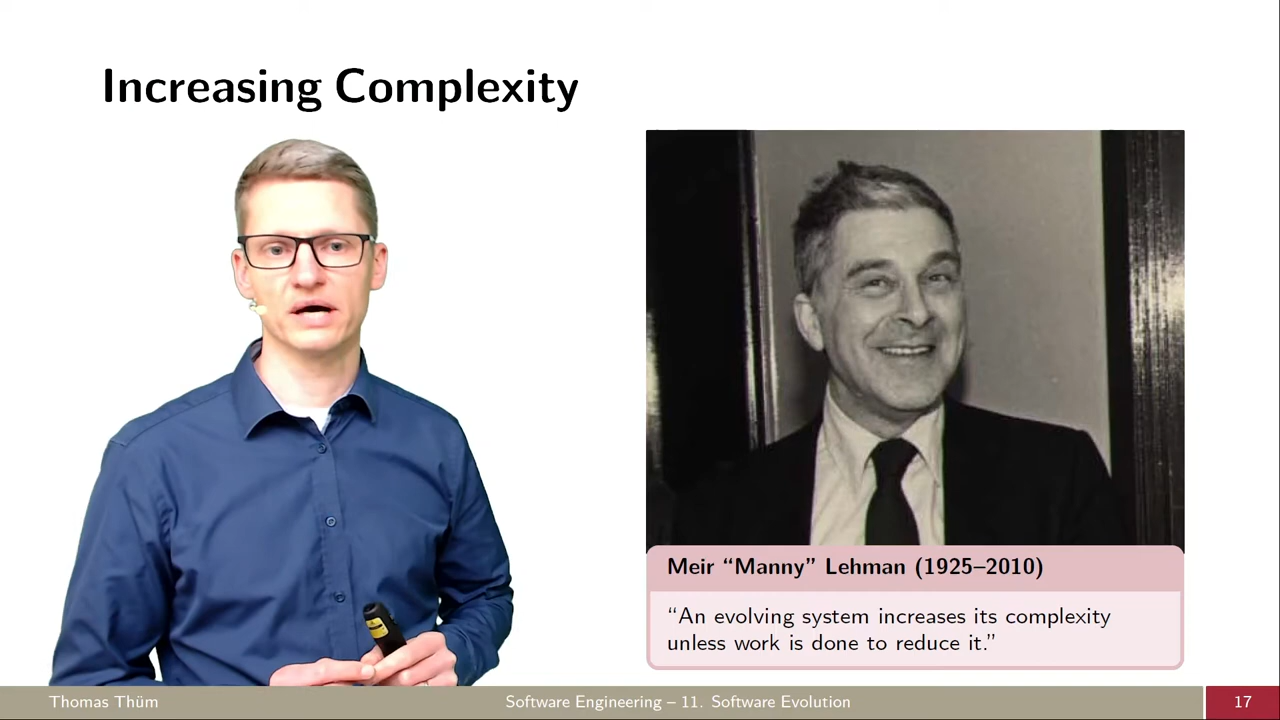 Increasing Complexity
Meir “Manny” Lehman (1925–2010)
“An evolving system increases its complexity
unless work is done to reduce it.”
Thomas Thüm
Software Engineering – 11. Software Evolution
17